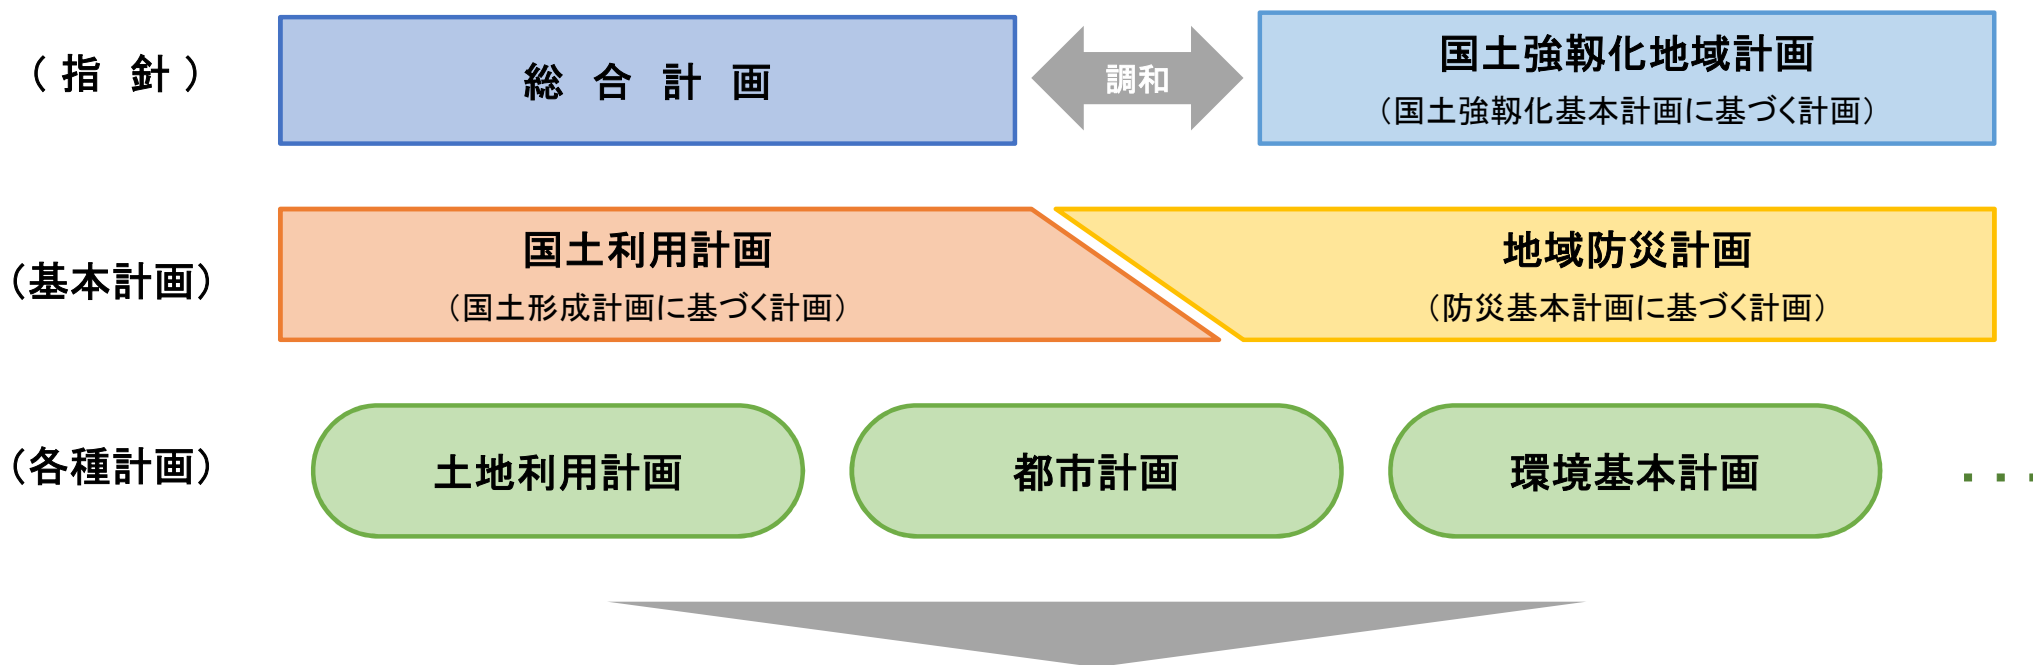 （ 指　針 ）
総　合　計　画
調和
国土強靱化地域計画
（国土強靱化基本計画に基づく計画）
（基本計画）
国土利用計画
（国土形成計画に基づく計画）
地域防災計画
（防災基本計画に基づく計画）
（各種計画）
土地利用計画
都市計画
環境基本計画
・・・